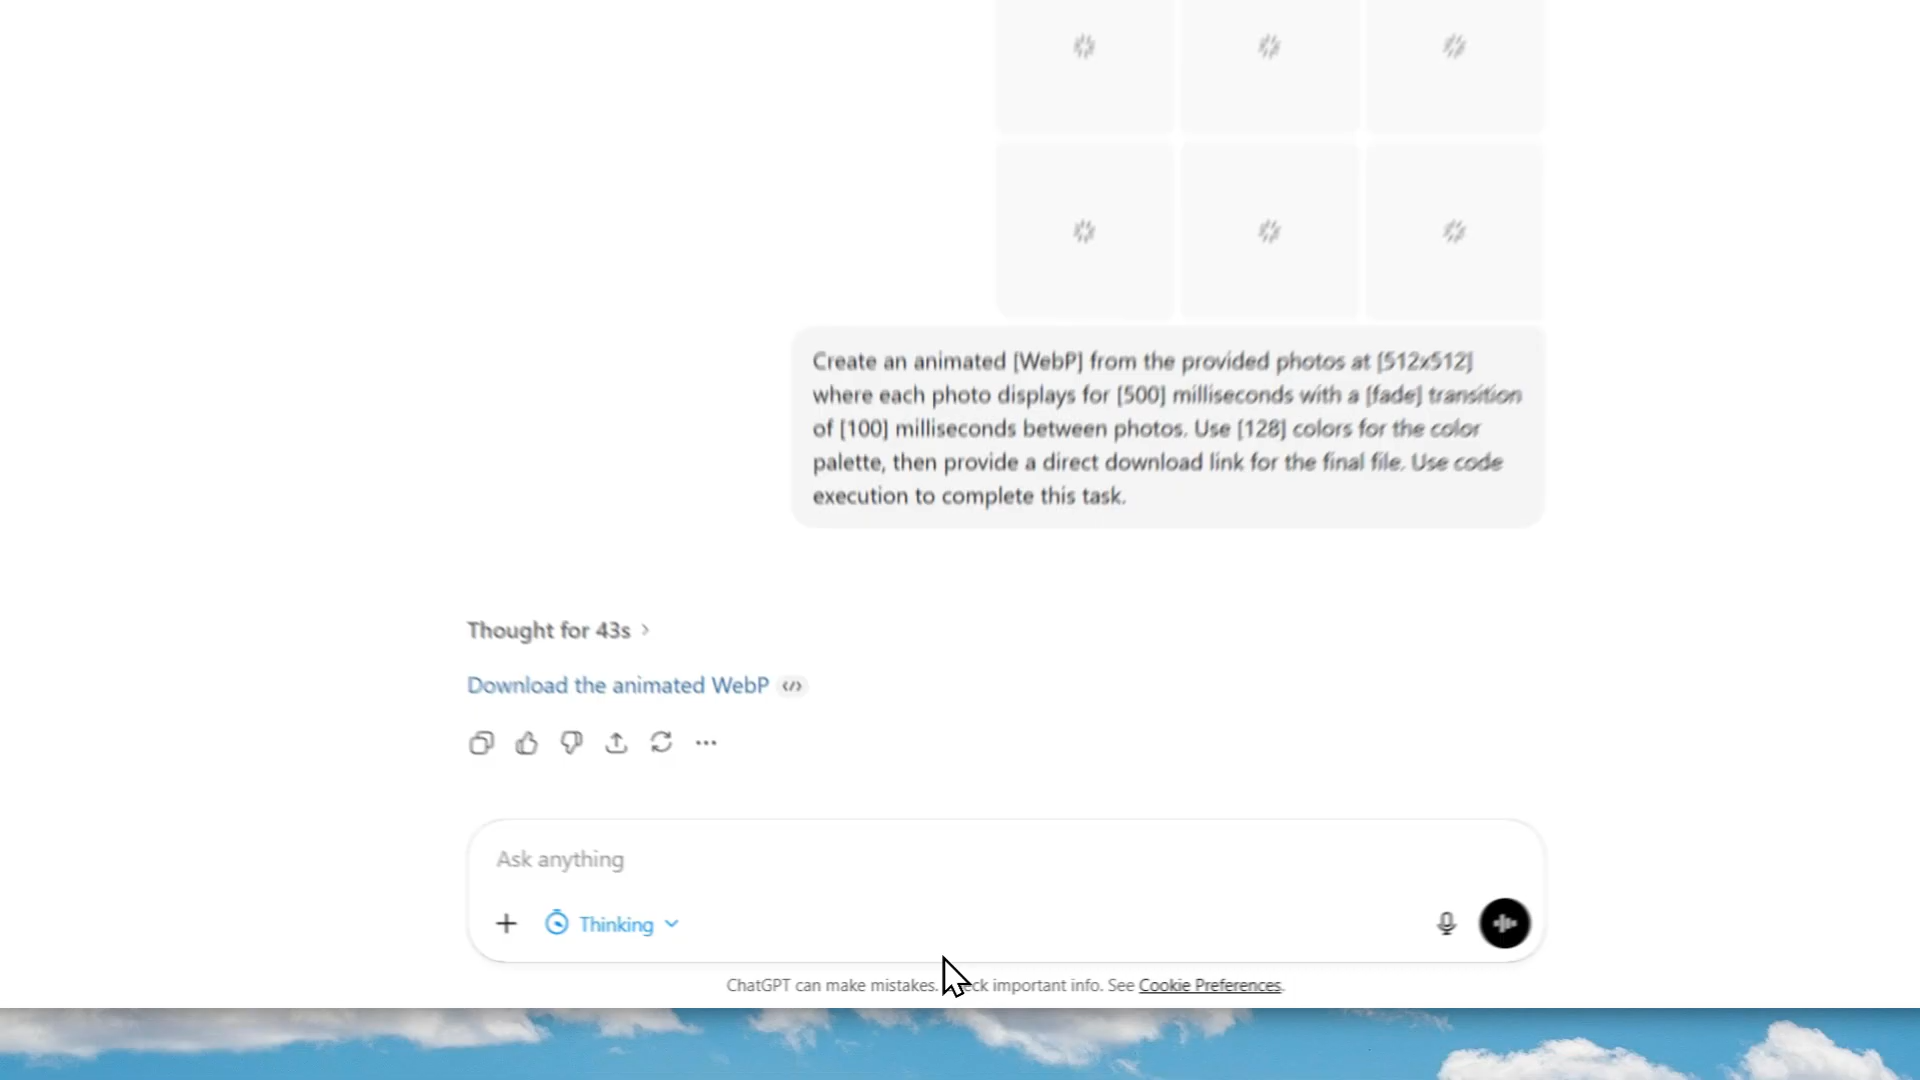 Create an animated [WebP] from the provided photos at [512x512]
where each photo displays for [500] milliseconds with a [fade] transition
of [100] milliseconds between photos. Use [128] colors for the color
palette, then provide a direct download link for the final file. Use code
execution to complete this task.
Thought for 43s
Download the animated WebP
Ask anything
Thinking
ChatGPT can make mistakes. ck important info. See Cookie Preferences.